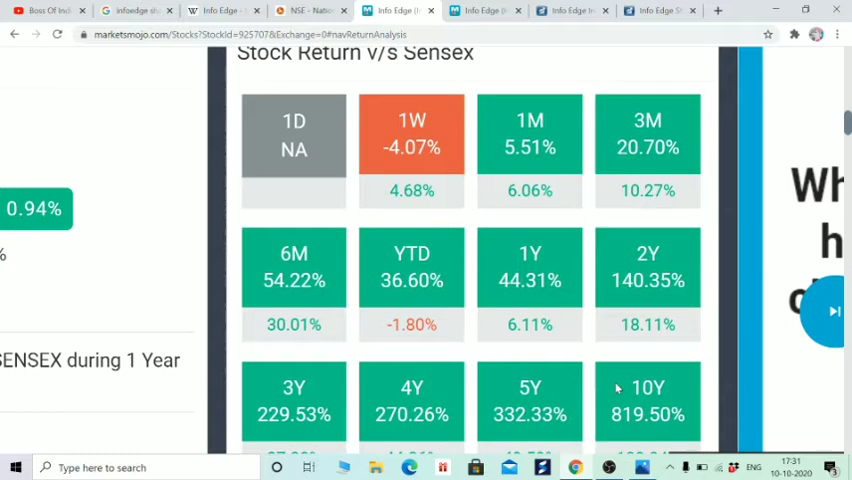 Boss Of Ind
infoedge sha
Info Edge -
NSE - Nation
Info Edge (I
Info Edge (I
Info Edge In
Info Edge S
marketsmojo.com/Stocks?StockId=925707&Exchange=0#navReturnAnalysis
Stock Return v/s Sensex
1D
NA
1W
-4.07%
4.68%
1M
5.51%
6.06%
3M
20.70%
10.27%
0.94%
%
Wh
h
6M
54.22%
30.01%
YTD
36.60%
-1.80%
1Y
44.31%
6.11%
2Y
140.35%
18.11%
SENSEX during 1 Year
3Y
229.53%
4Y
270.26%
5Y
332.33%
10Y
819.50%
Type here to search
ENG
17:31
10-10-2020
3